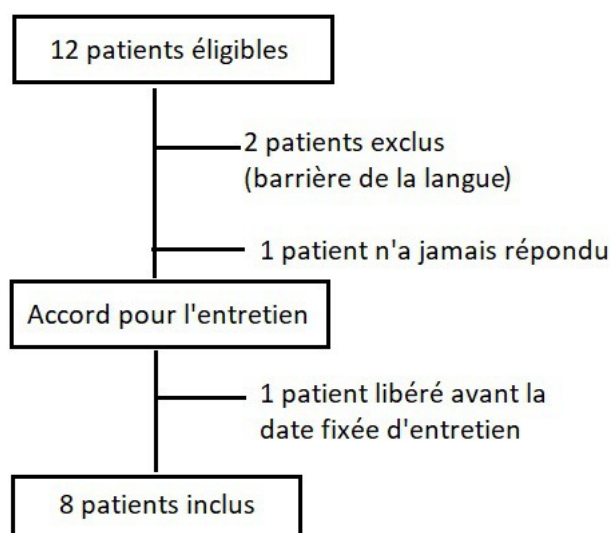 12 patients éligibles
2 patients exclus
(barrière de la langue)
1 patient n'a jamais répondu
Accord pour l'entretien
1 patient libéré avant la
date fixée d'entretien
8 patients inclus